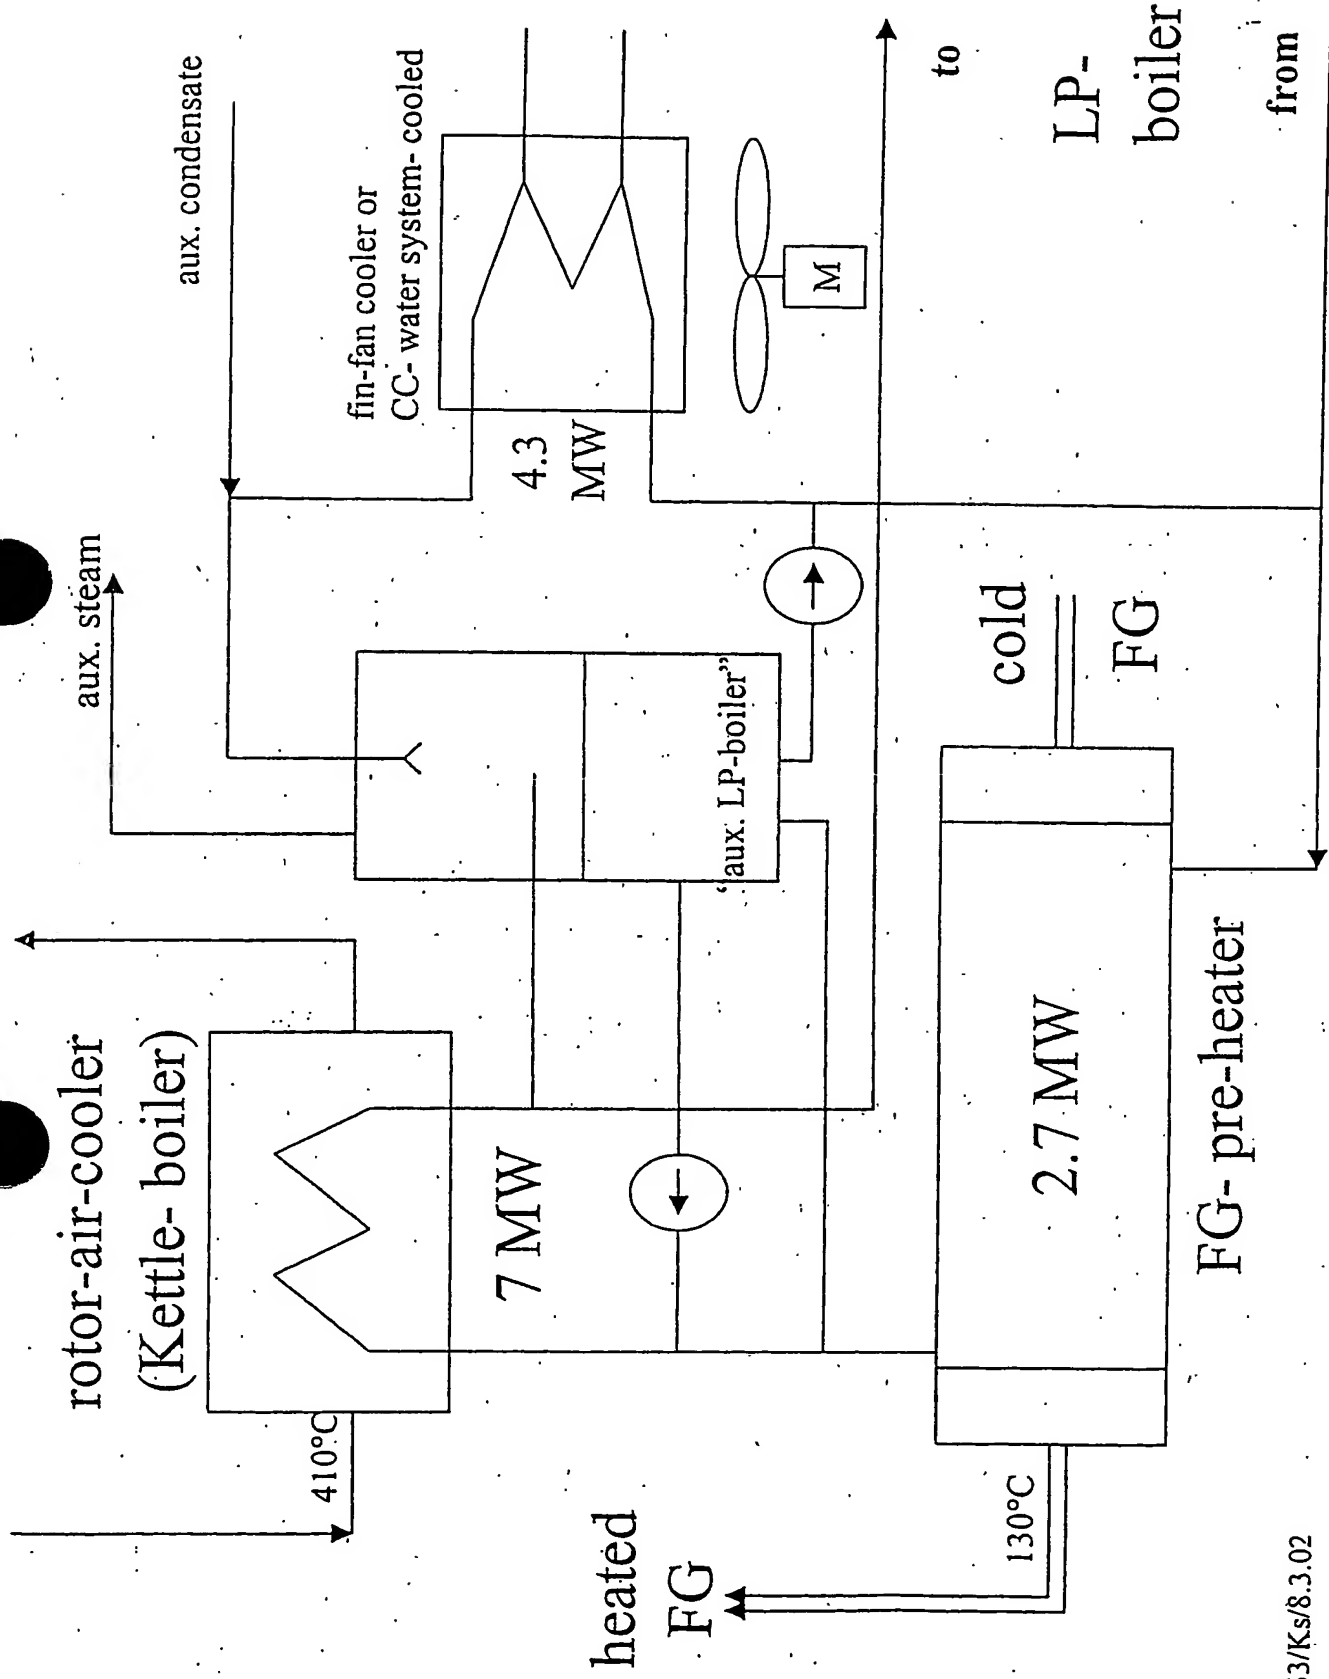 aux. condensate
aux. steam
fin-fan cooler or
CC- water system- cooled
4.3
MW
M
to
LP-
boiler
from
rotor-air-cooler
(Kettle- boiler)
410°C
7 MW
“aux. LP-boiler”
cold
FG
2.7 MW
FG- pre-heater
130°C
heated
FG
3/Ks/8.3.02